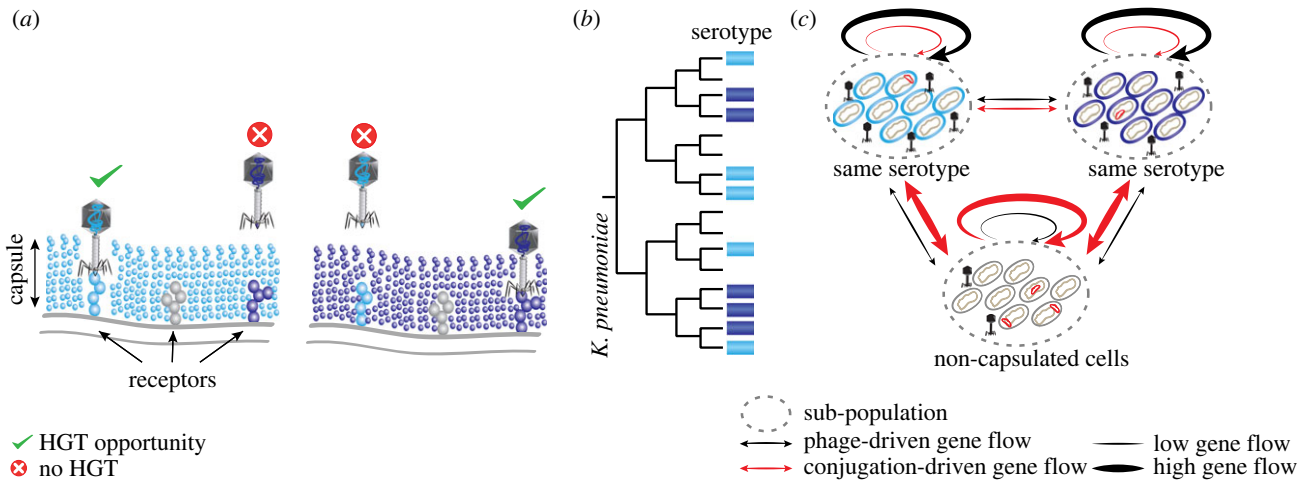 (a)
capsule
receptors
HGT opportunity
no HGT
(b)
serotype
K. pneumoniae
(c)
same serotype
same serotype
non-capsulated cells
sub-population
phage-driven gene flow
conjugation-driven gene flow
low gene flow
high gene flow